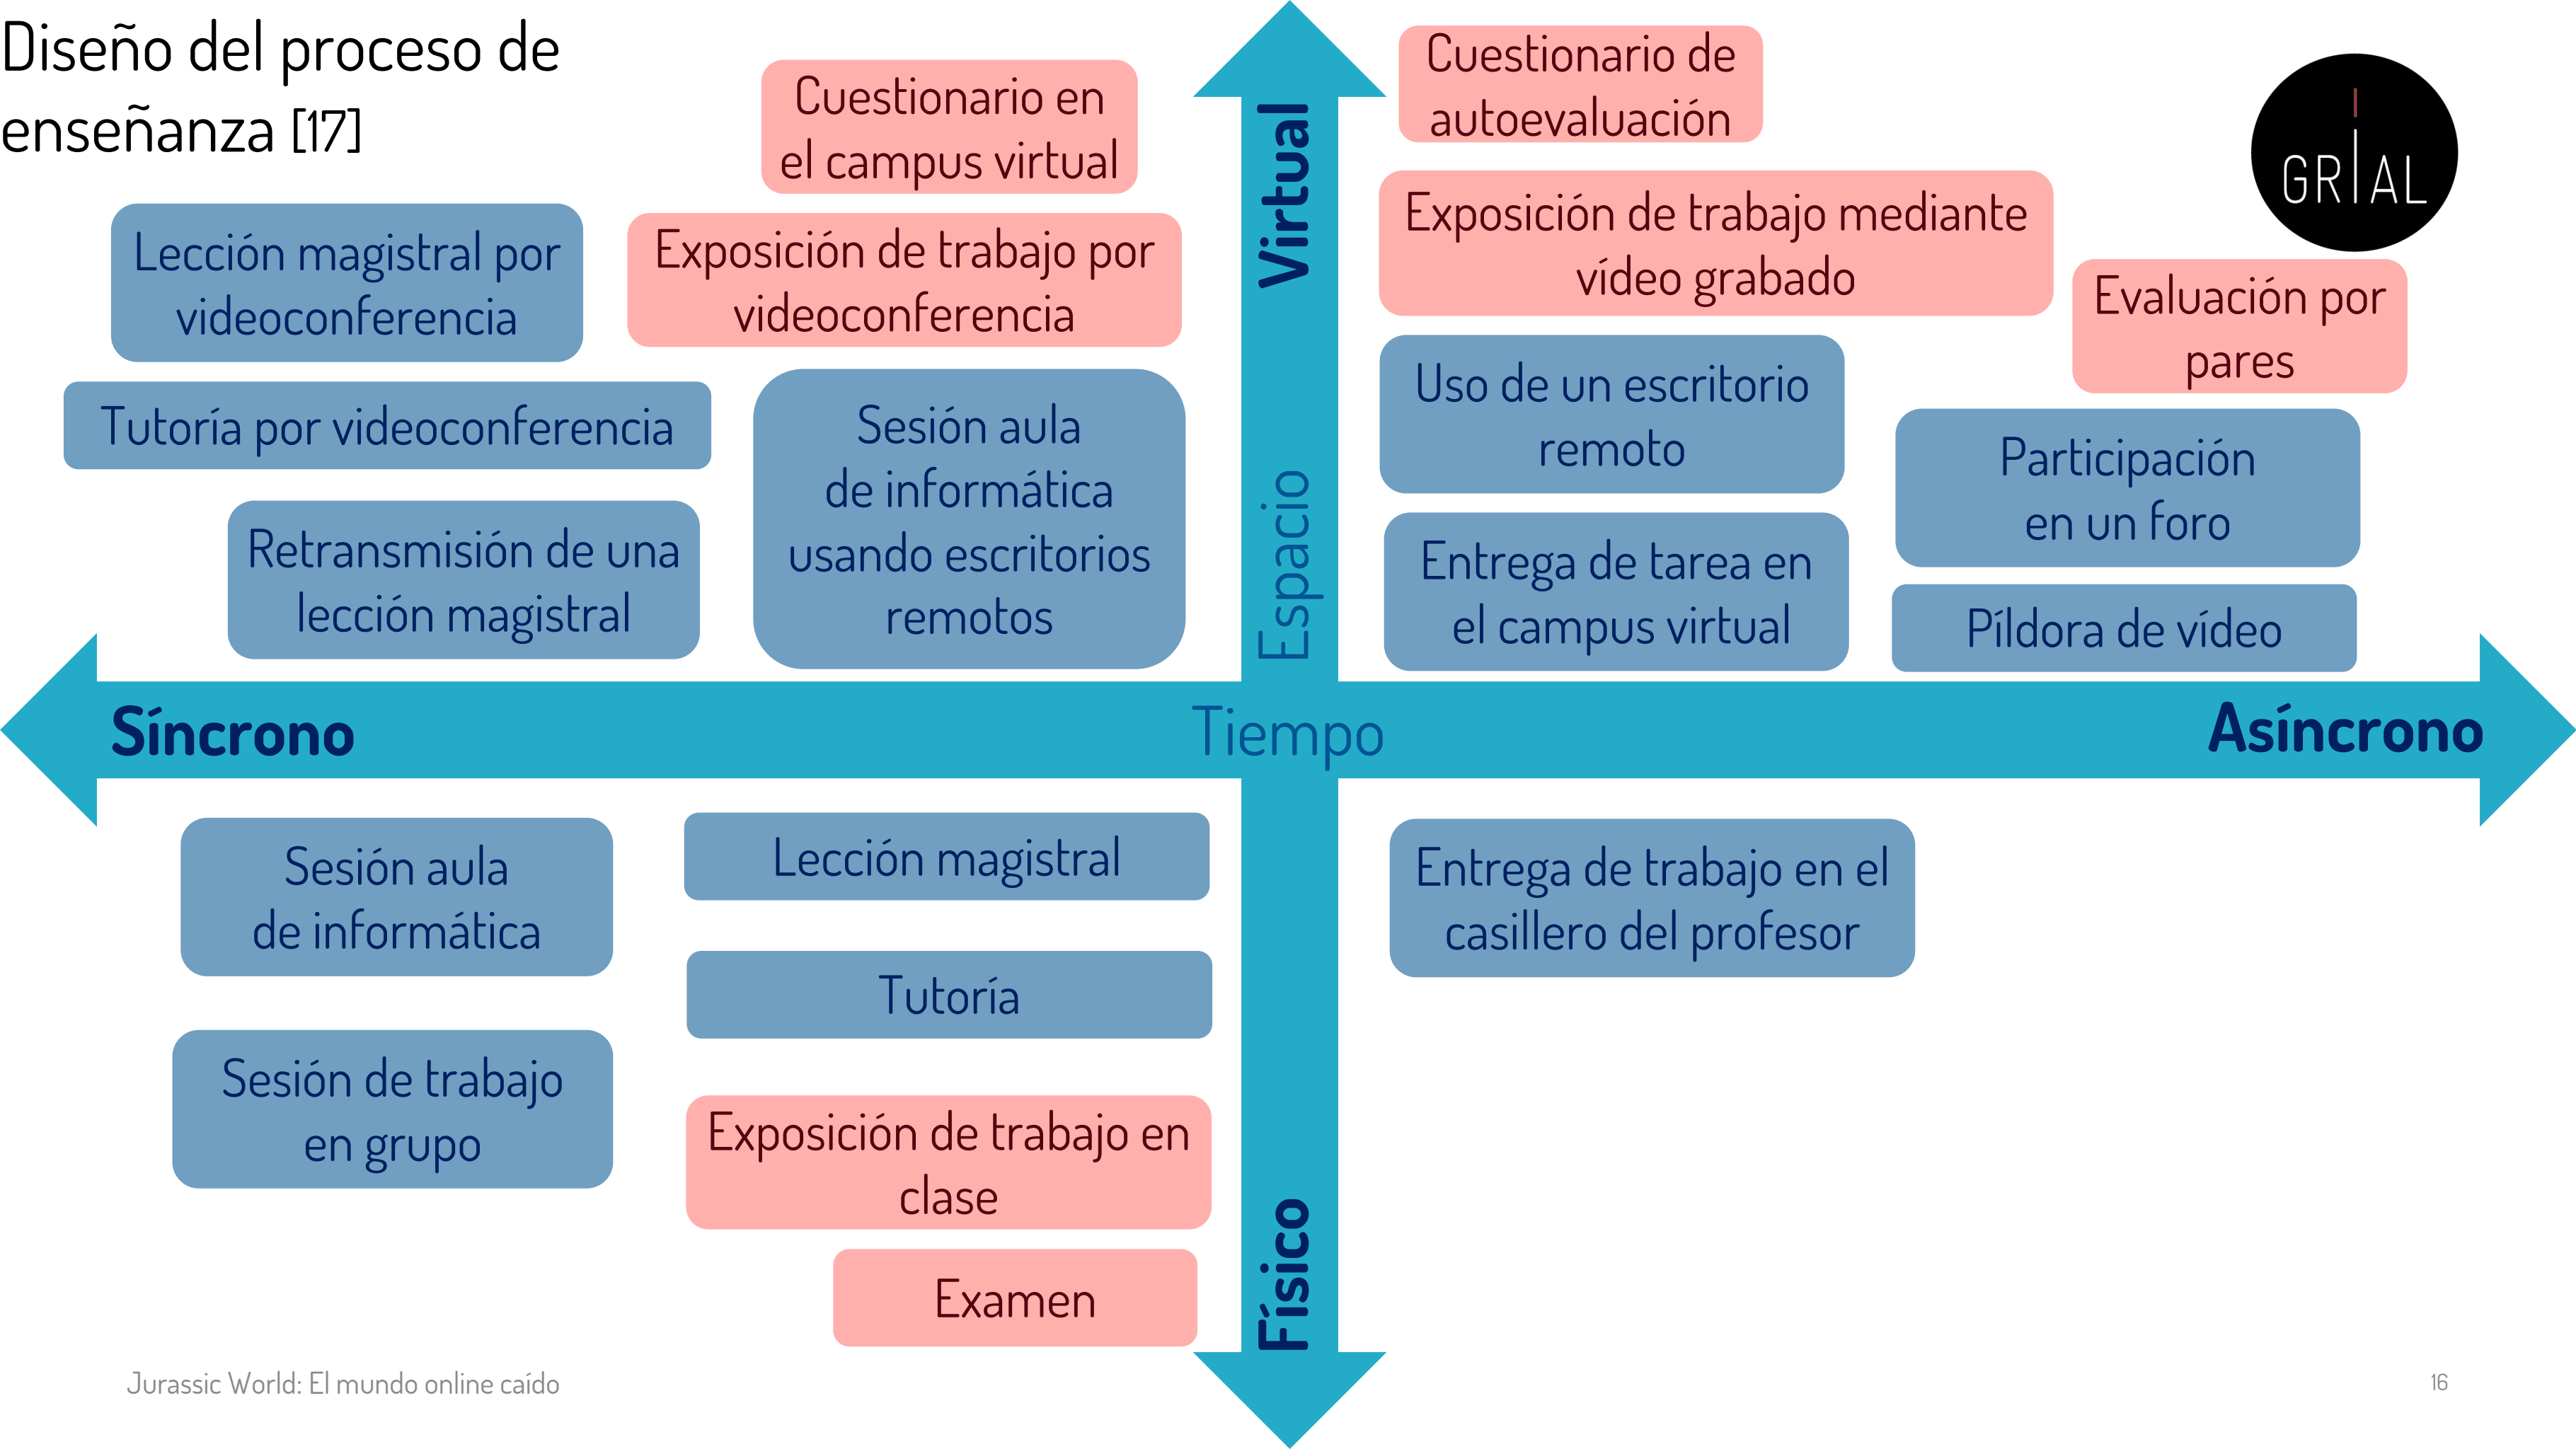 Diseño del proceso de
enseñanza [17]
Cuestionario en
el campus virtual
Lección magistral por
videoconferencia
Exposición de trabajo por
videoconferencia
Tutoría por videoconferencia
Sesión aula
de informática
usando escritorios
remotos
Retransmisión de una
lección magistral
Virtual
Espacio
Cuestionario de
autoevaluación
GRIAL
Exposición de trabajo mediante
vídeo grabado
Evaluación por
pares
Uso de un escritorio
remoto
Participación
en un foro
Entrega de tarea en
el campus virtual
Píldora de vídeo
Síncrono
Tiempo
Asíncrono
Sesión aula
de informática
Lección magistral
Tutoría
Sesión de trabajo
en grupo
Exposición de trabajo en
clase
Examen
Físico
Entrega de trabajo en el
casillero del profesor
Jurassic World: El mundo online caído
16